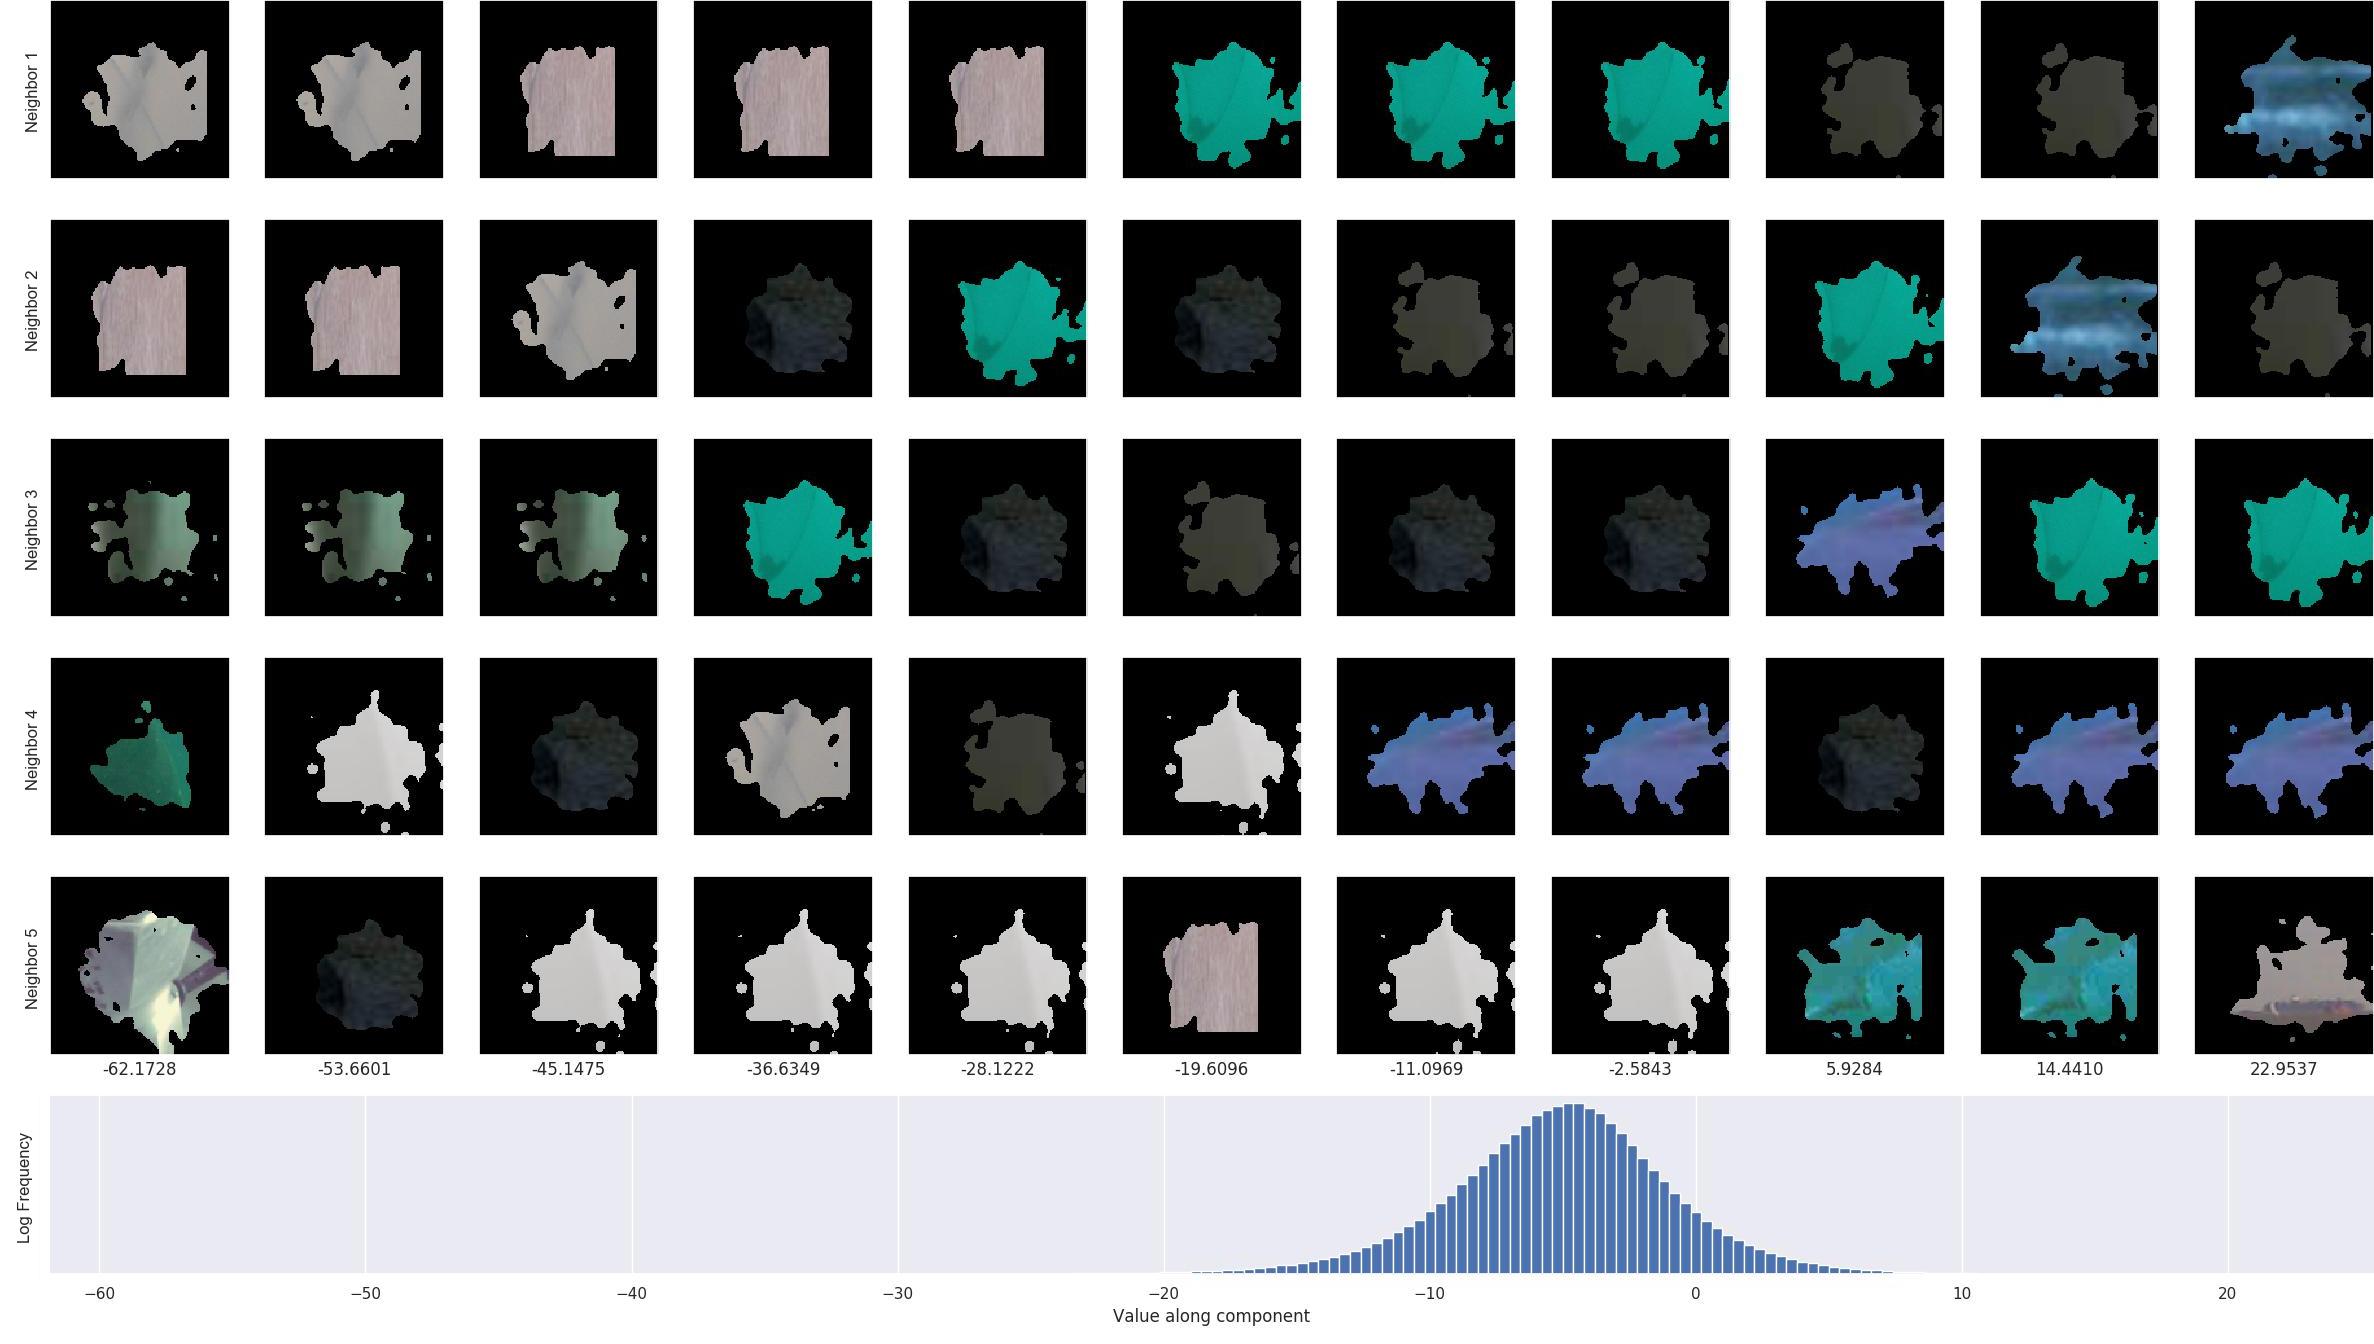 Neighbor 1
Neighbor 2
Neighbor 3
Neighbor 4
Neighbor 5
-62.1728 -53.6601 -45.1475 -36.6349 -28.1222 -19.6096 -11.0969 -2.5843 5.9284 14.4410 22.9537
Log Frequency
−60 −50 −40 −30 −20 −10 0 10 20
Value along component